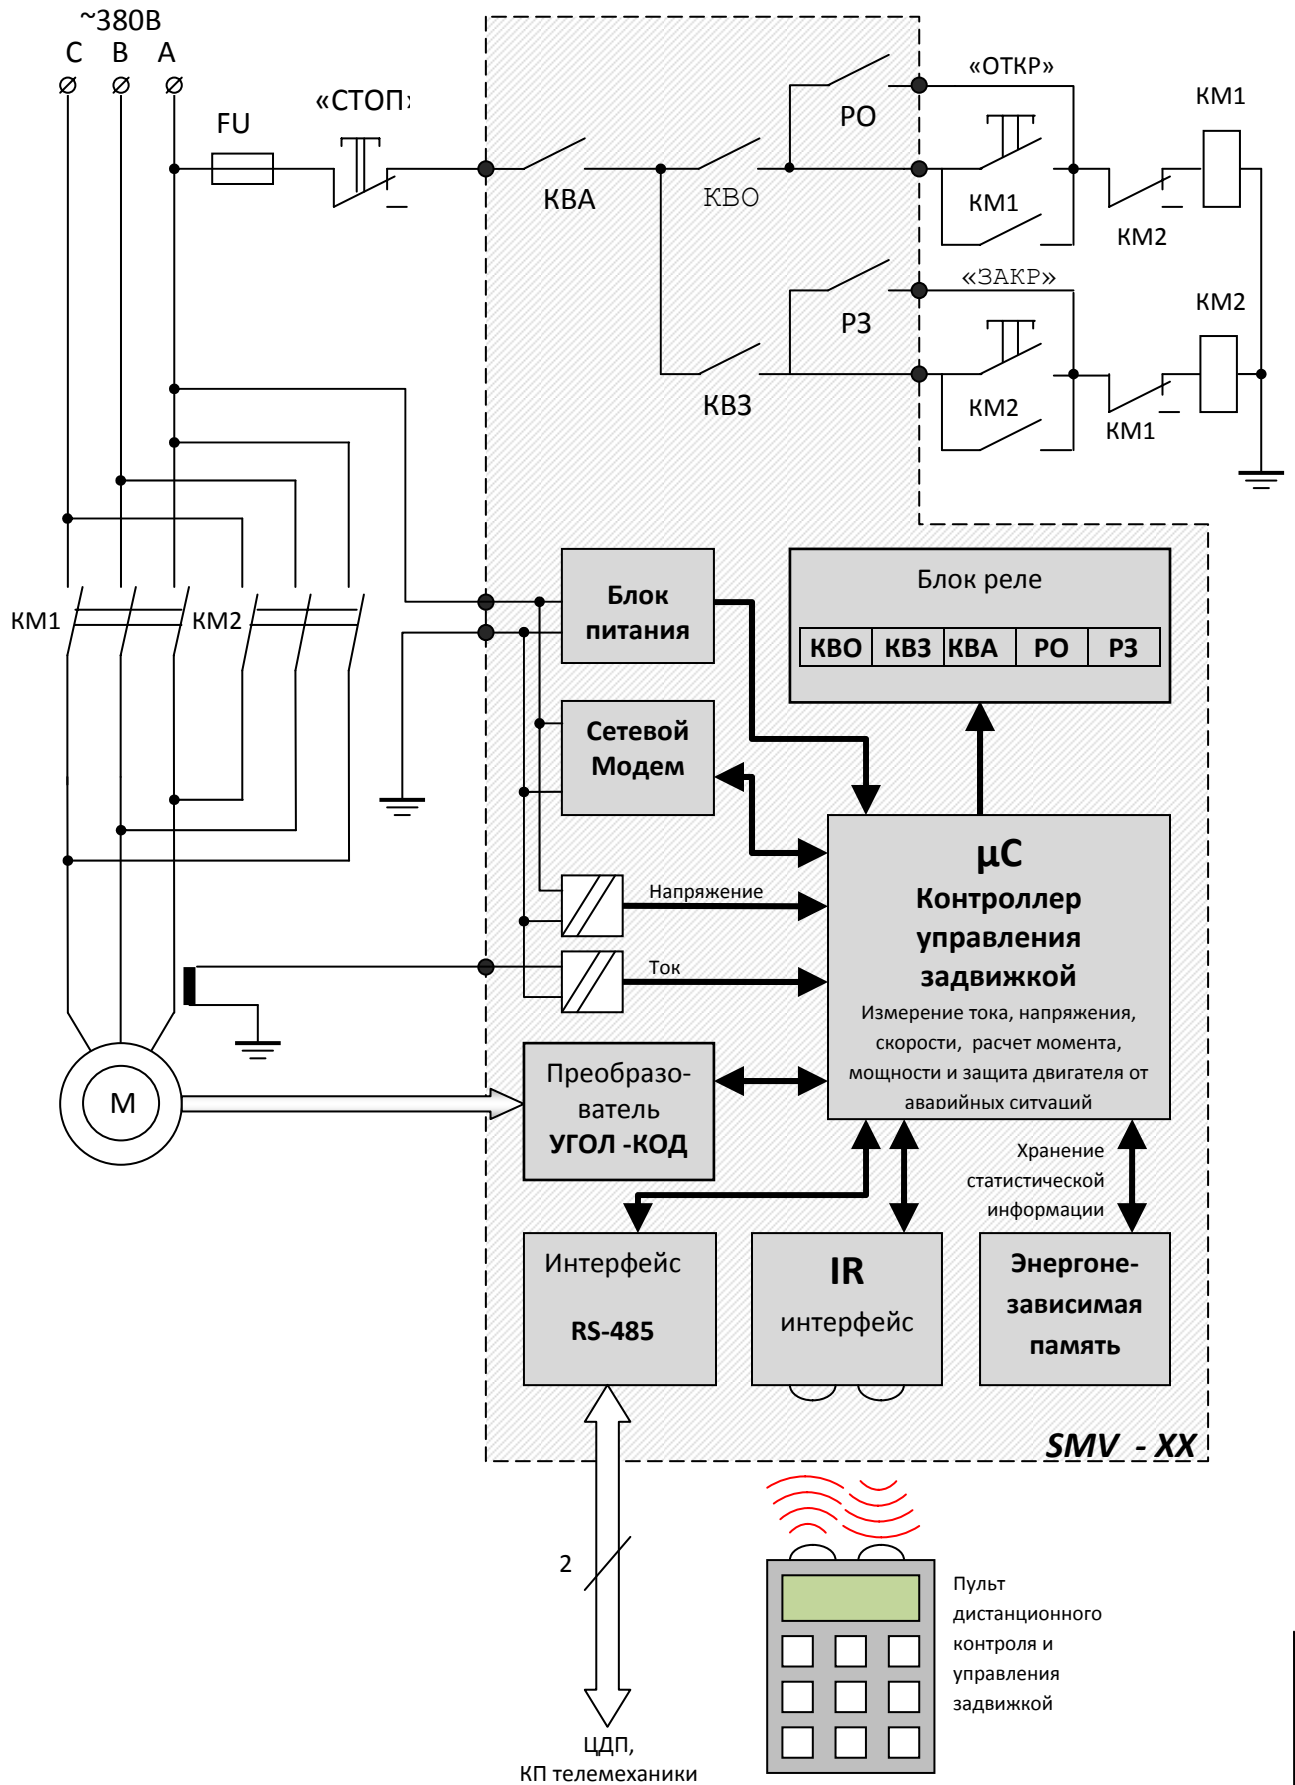 ~380В
С В А
«СТОП»
FU
КВА
КВО
РО
«ОТКР»
КМ1
КМ1
КМ2
РЗ
«ЗАКР»
КМ2
КВЗ
КМ2
КМ1
КМ1
КМ2
Блок
питания
Блок реле
КВО КВЗ КВА РО РЗ
Сетевой
Модем
µC
Контроллер
управления
задвижкой
Измерение тока, напряжения,
скорости, расчет момента,
мощности и защита двигателя от
аварийных ситуаций
Напряжение
Ток
М
Преобразо-
ватель
УГОЛ -КОД
Хранение
статистической
информации
Интерфейс
RS-485
IR
интерфейс
Энергоне-
зависимая
память
SMV - XX
2
Пульт
дистанционного
контроля и
управления
задвижкой
ЦДП,
КП телемеханики